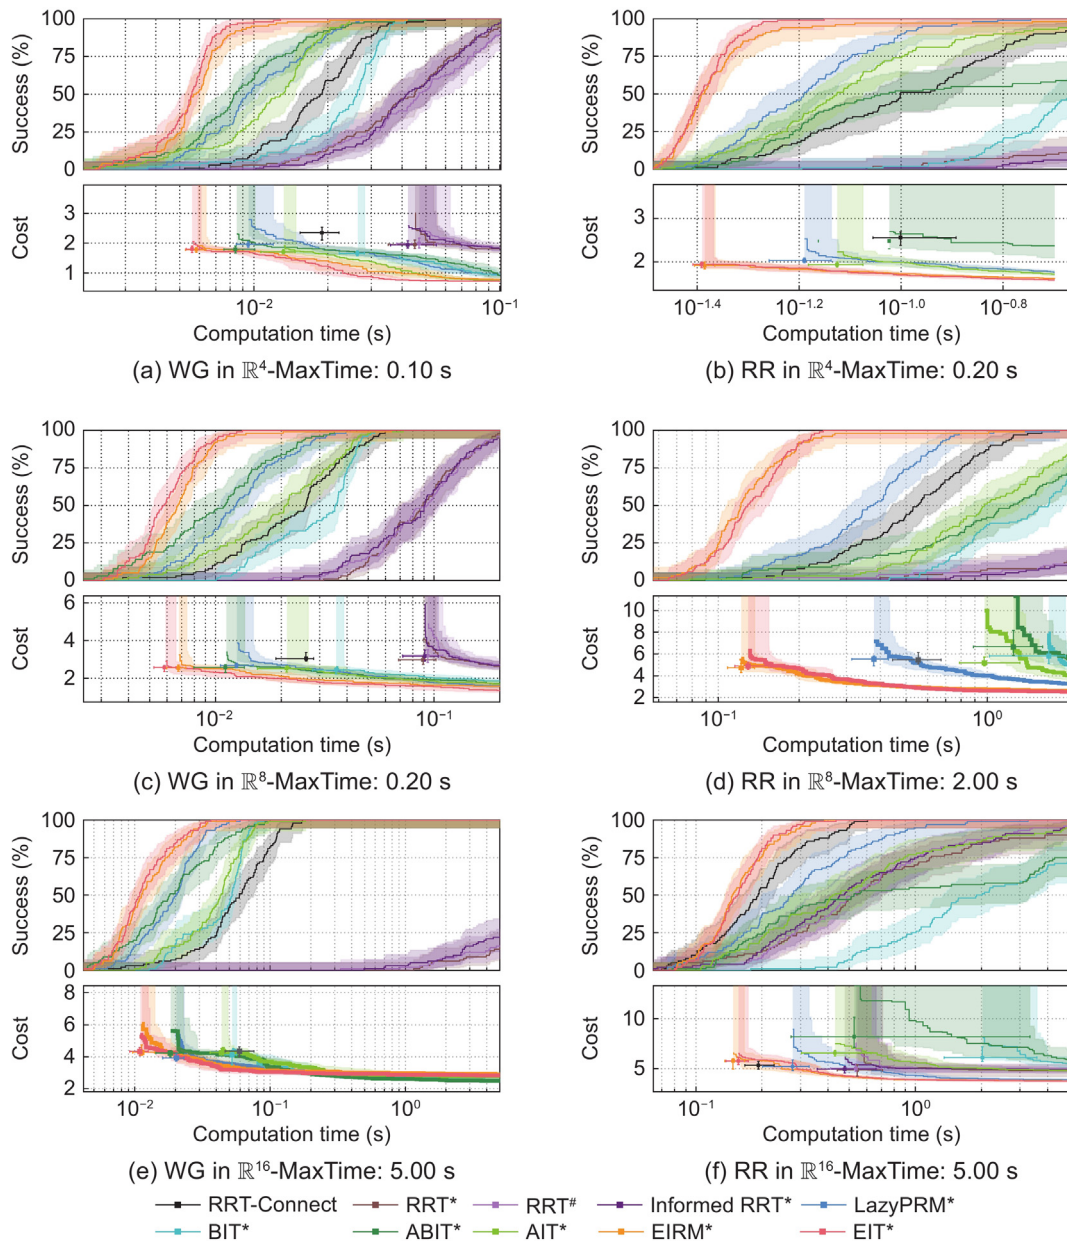 100
75
50
25
0
Success (%)
3
2
1
Cost
10⁻²
10⁻¹
Computation time (s)
(a) WG in ℝ⁴-MaxTime: 0.10 s
100
75
50
25
0
Success (%)
3
2
Cost
10⁻¹·⁴
10⁻¹·²
10⁻¹·⁰
10⁻⁰·⁸
Computation time (s)
(b) RR in ℝ⁴-MaxTime: 0.20 s
100
75
50
25
0
Success (%)
6
4
2
Cost
10⁻²
10⁻¹
Computation time (s)
(c) WG in ℝ⁸-MaxTime: 0.20 s
100
75
50
25
0
Success (%)
10
8
6
4
2
Cost
10⁻¹
10⁰
Computation time (s)
(d) RR in ℝ⁸-MaxTime: 2.00 s
100
75
50
25
0
Success (%)
8
6
4
2
Cost
10⁻²
10⁻¹
10⁰
Computation time (s)
(e) WG in ℝ¹⁶-MaxTime: 5.00 s
100
75
50
25
0
Success (%)
10
5
Cost
10⁻¹
10⁰
Computation time (s)
(f) RR in ℝ¹⁶-MaxTime: 5.00 s
RRT-Connect RRT* RRT# Informed RRT* LazyPRM*
BIT* ABIT* AIT* EIRM* EIT*